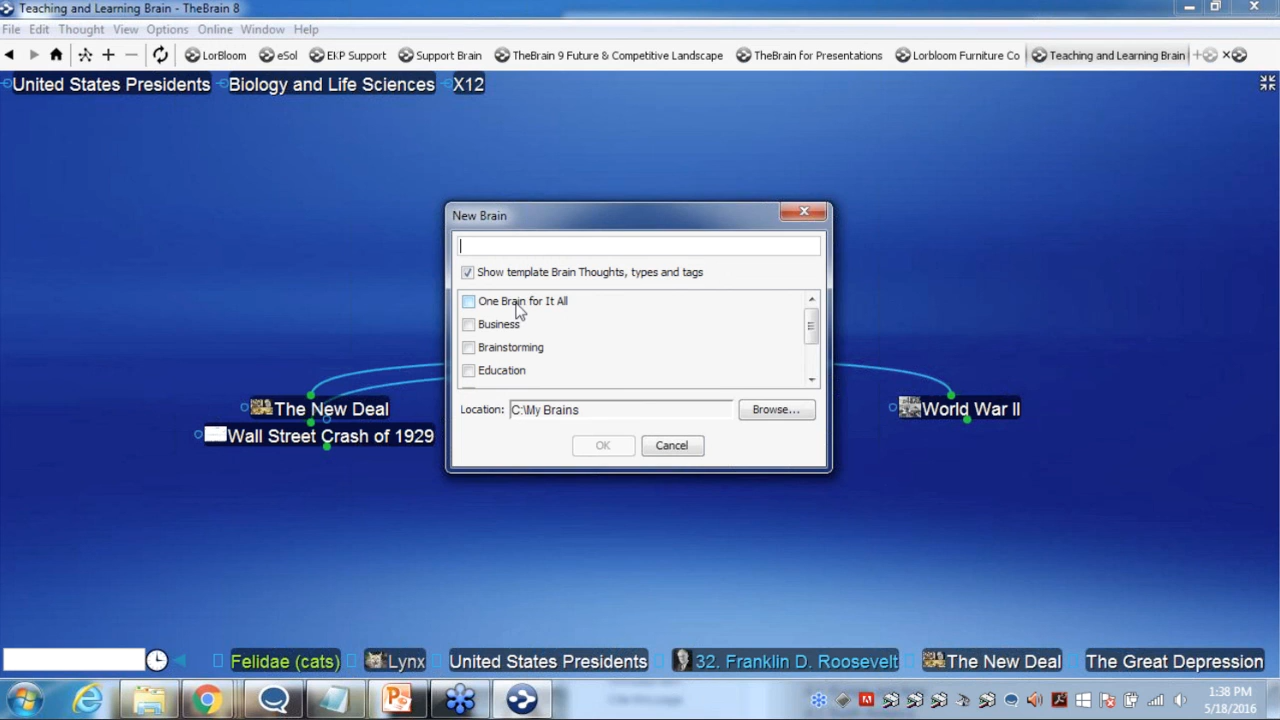 Teaching and Learning Brain - TheBrain 8
File Edit Thought View Options Online Window Help
LorBloom eSol EKP Support Support Brain TheBrain 9 Future & Competitive Landscape TheBrain for Presentations Lorbloom Furniture Co Teaching and Learning Brain
United States Presidents Biology and Life Sciences X12
New Brain
Show template Brain Thoughts, types and tags
One Brain for It All
Business
Brainstorming
Education
Location: C:\My Brains Browse...
OK Cancel
The New Deal
World War II
Wall Street Crash of 1929
Felidae (cats) Lynx United States Presidents 32. Franklin D. Roosevelt The New Deal The Great Depression
1:38 PM
5/18/2016